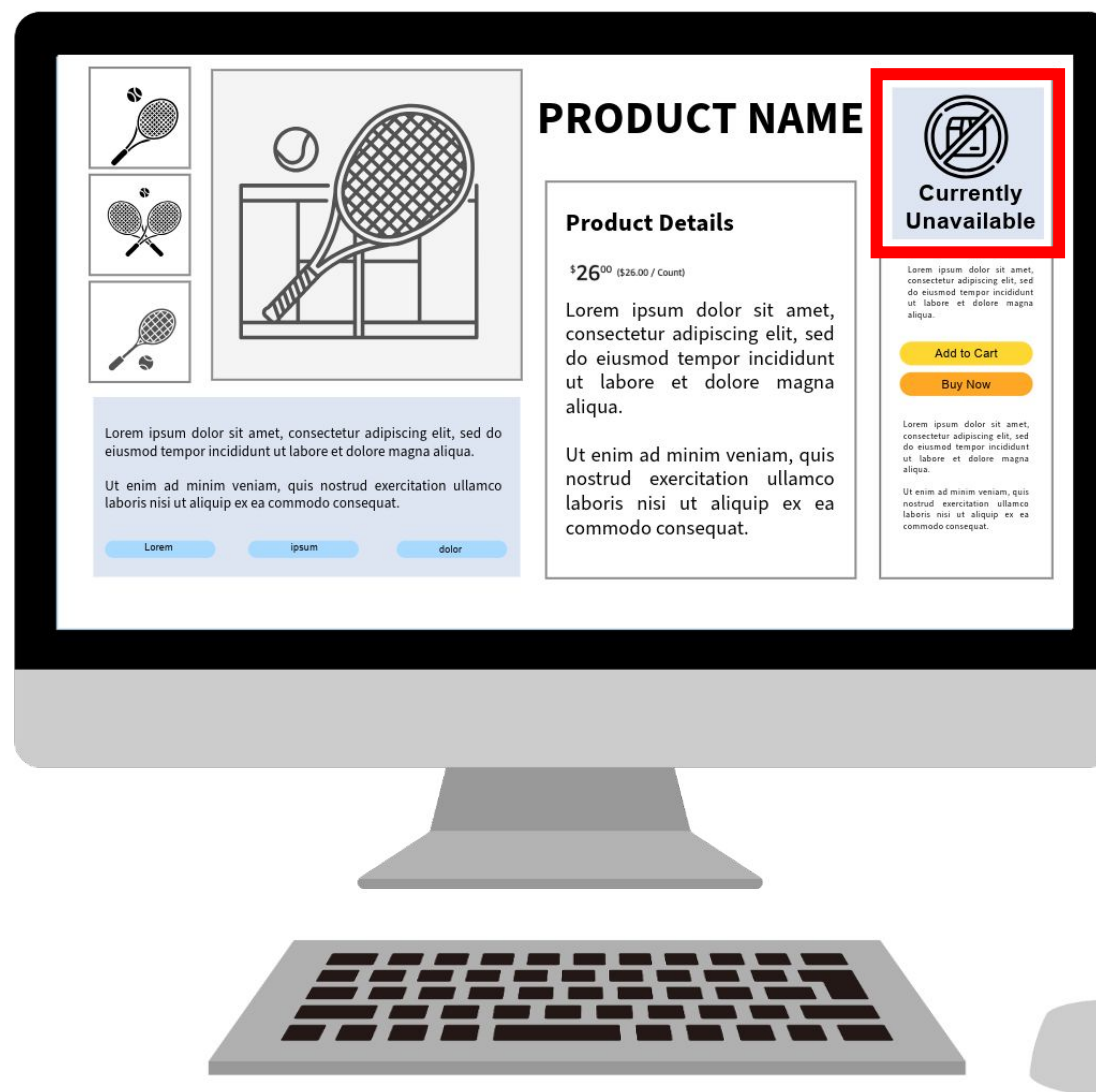 PRODUCT NAME
Currently
Unavailable
Product Details
$2600 ($26.00 / Count)
Lorem ipsum dolor sit amet,
consectetur adipiscing elit, sed
do eiusmod tempor incididunt
ut labore et dolore magna
aliqua.
Ut enim ad minim veniam, quis
nostrud exercitation ullamco
laboris nisi ut aliquip ex ea
commodo consequat.
Lorem ipsum dolor sit amet,
consectetur adipiscing elit, sed
do eiusmod tempor incididunt
ut labore et dolore magna
aliqua.
Add to Cart
Buy Now
Lorem ipsum dolor sit amet,
consectetur adipiscing elit, sed
do eiusmod tempor incididunt
ut labore et dolore magna
aliqua.
Ut enim ad minim veniam, quis
nostrud exercitation ullamco
laboris nisi ut aliquip ex ea
commodo consequat.
Lorem ipsum dolor sit amet, consectetur adipiscing elit, sed do
eiusmod tempor incididunt ut labore et dolore magna aliqua.
Ut enim ad minim veniam, quis nostrud exercitation ullamco
laboris nisi ut aliquip ex ea commodo consequat.
Lorem
ipsum
dolor